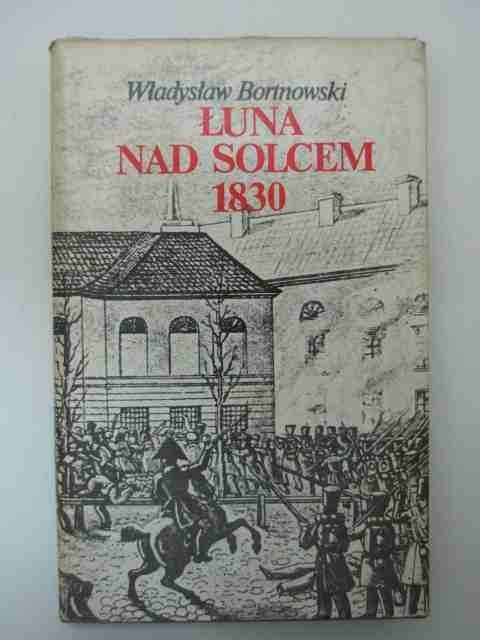 Władysław Bortnowski
ŁUNA
NAD SOLCEM
1830